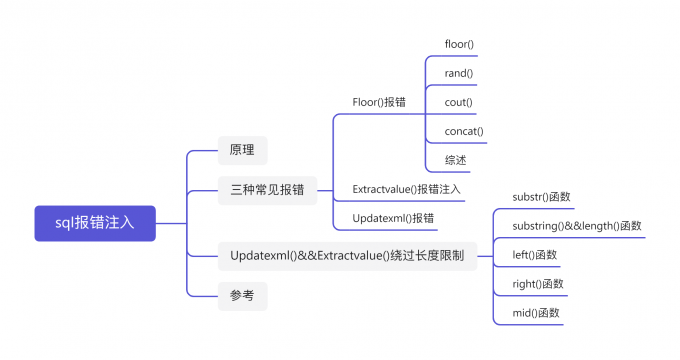 sql报错注入
原理
三种常见报错
Floor()报错
floor()
rand()
cout()
concat()
综述
Extractvalue()报错注入
Updatexml()报错
Updatexml()&&Extractvalue()绕过长度限制
substr()函数
substring()&&length()函数
left()函数
right()函数
mid()函数
参考